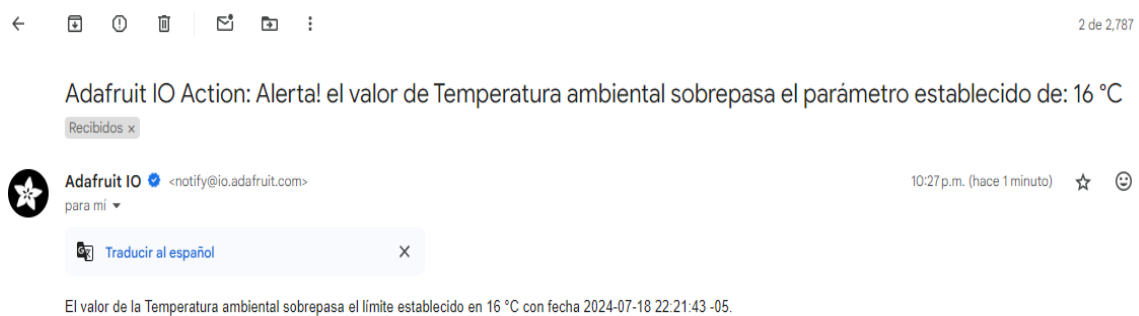 2 de 2,787
Adafruit IO Action: Alerta! el valor de Temperatura ambiental sobrepasa el parámetro establecido de: 16 °C
Recibidos x
Adafruit IO <notify@io.adafruit.com> 10:27 p.m. (hace 1 minuto)
para mí
Traducir al español
El valor de la Temperatura ambiental sobrepasa el límite establecido en 16 °C con fecha 2024-07-18 22:21:43 -05.